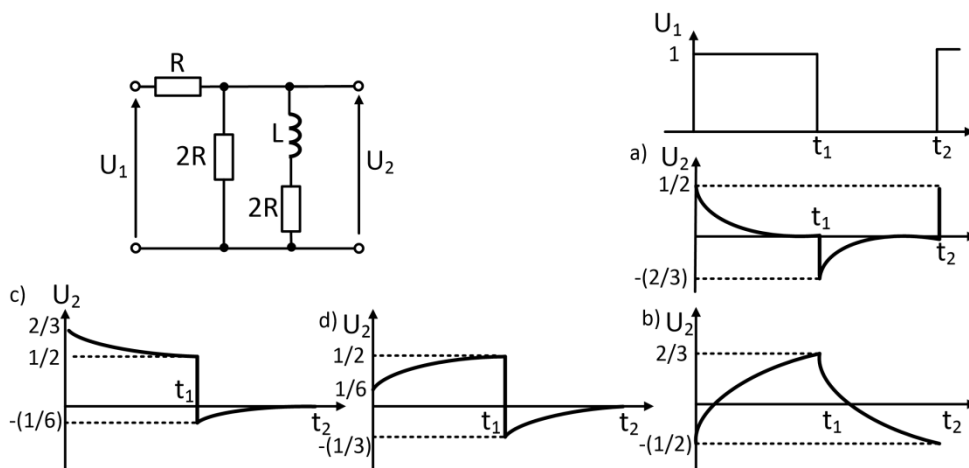 R
2R
L
2R
U1
U2
U1
1
t1
t2
a) U2
1/2
t1
t2
-(2/3)
c) U2
2/3
1/2
t1
t2
-(1/6)
d) U2
1/2
1/6
t1
t2
-(1/3)
b) U2
2/3
t1
t2
-(1/2)